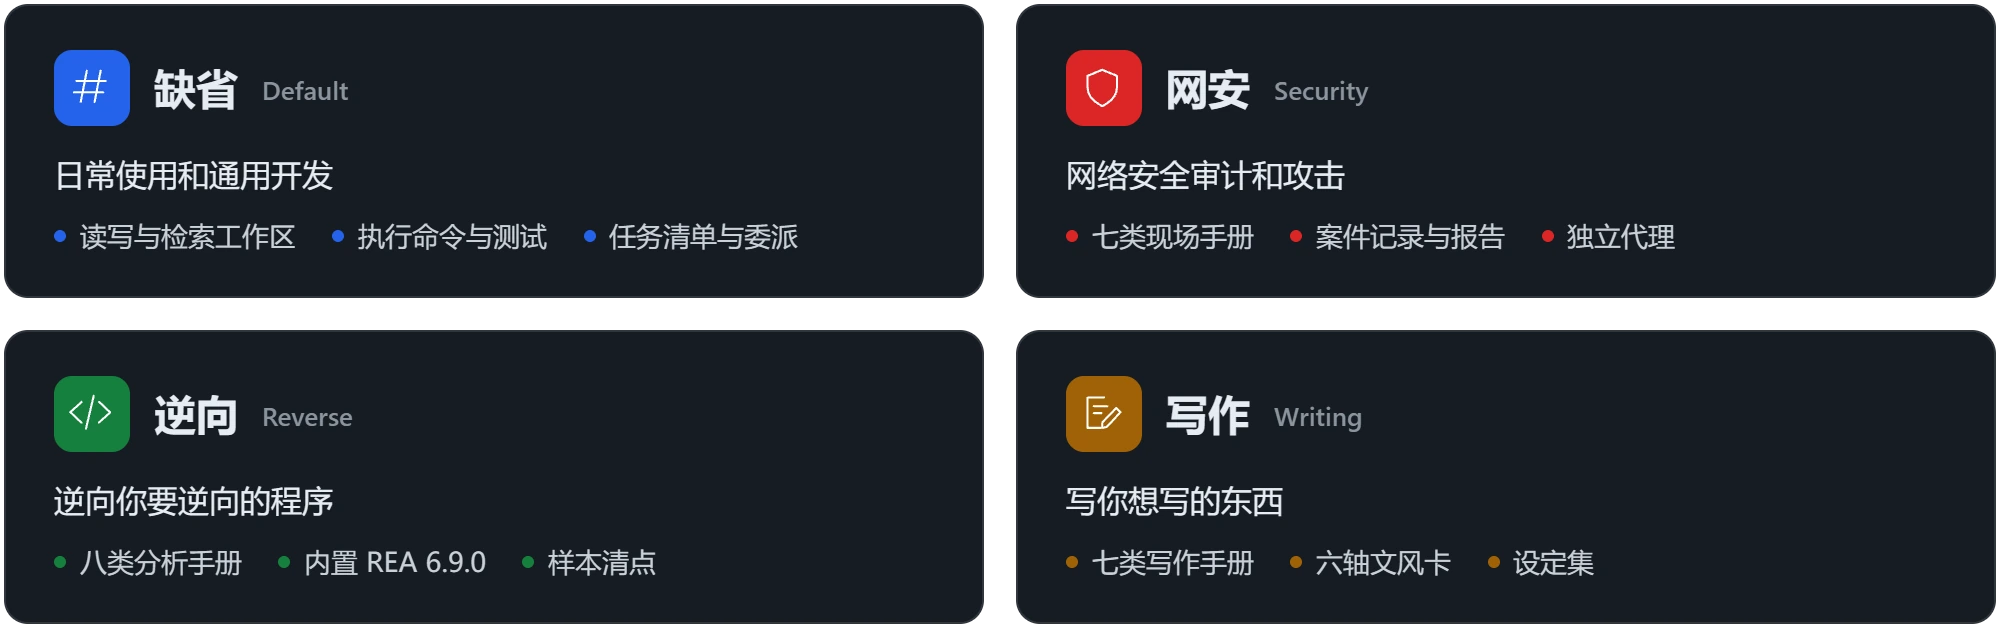 缺省 Default
日常使用和通用开发
读写与检索工作区 执行命令与测试 任务清单与委派
网安 Security
网络安全审计和攻击
七类现场手册 案件记录与报告 独立代理
逆向 Reverse
逆向你要逆向的程序
八类分析手册 内置 REA 6.9.0 样本清点
写作 Writing
写你想写的东西
七类写作手册 六轴文风卡 设定集